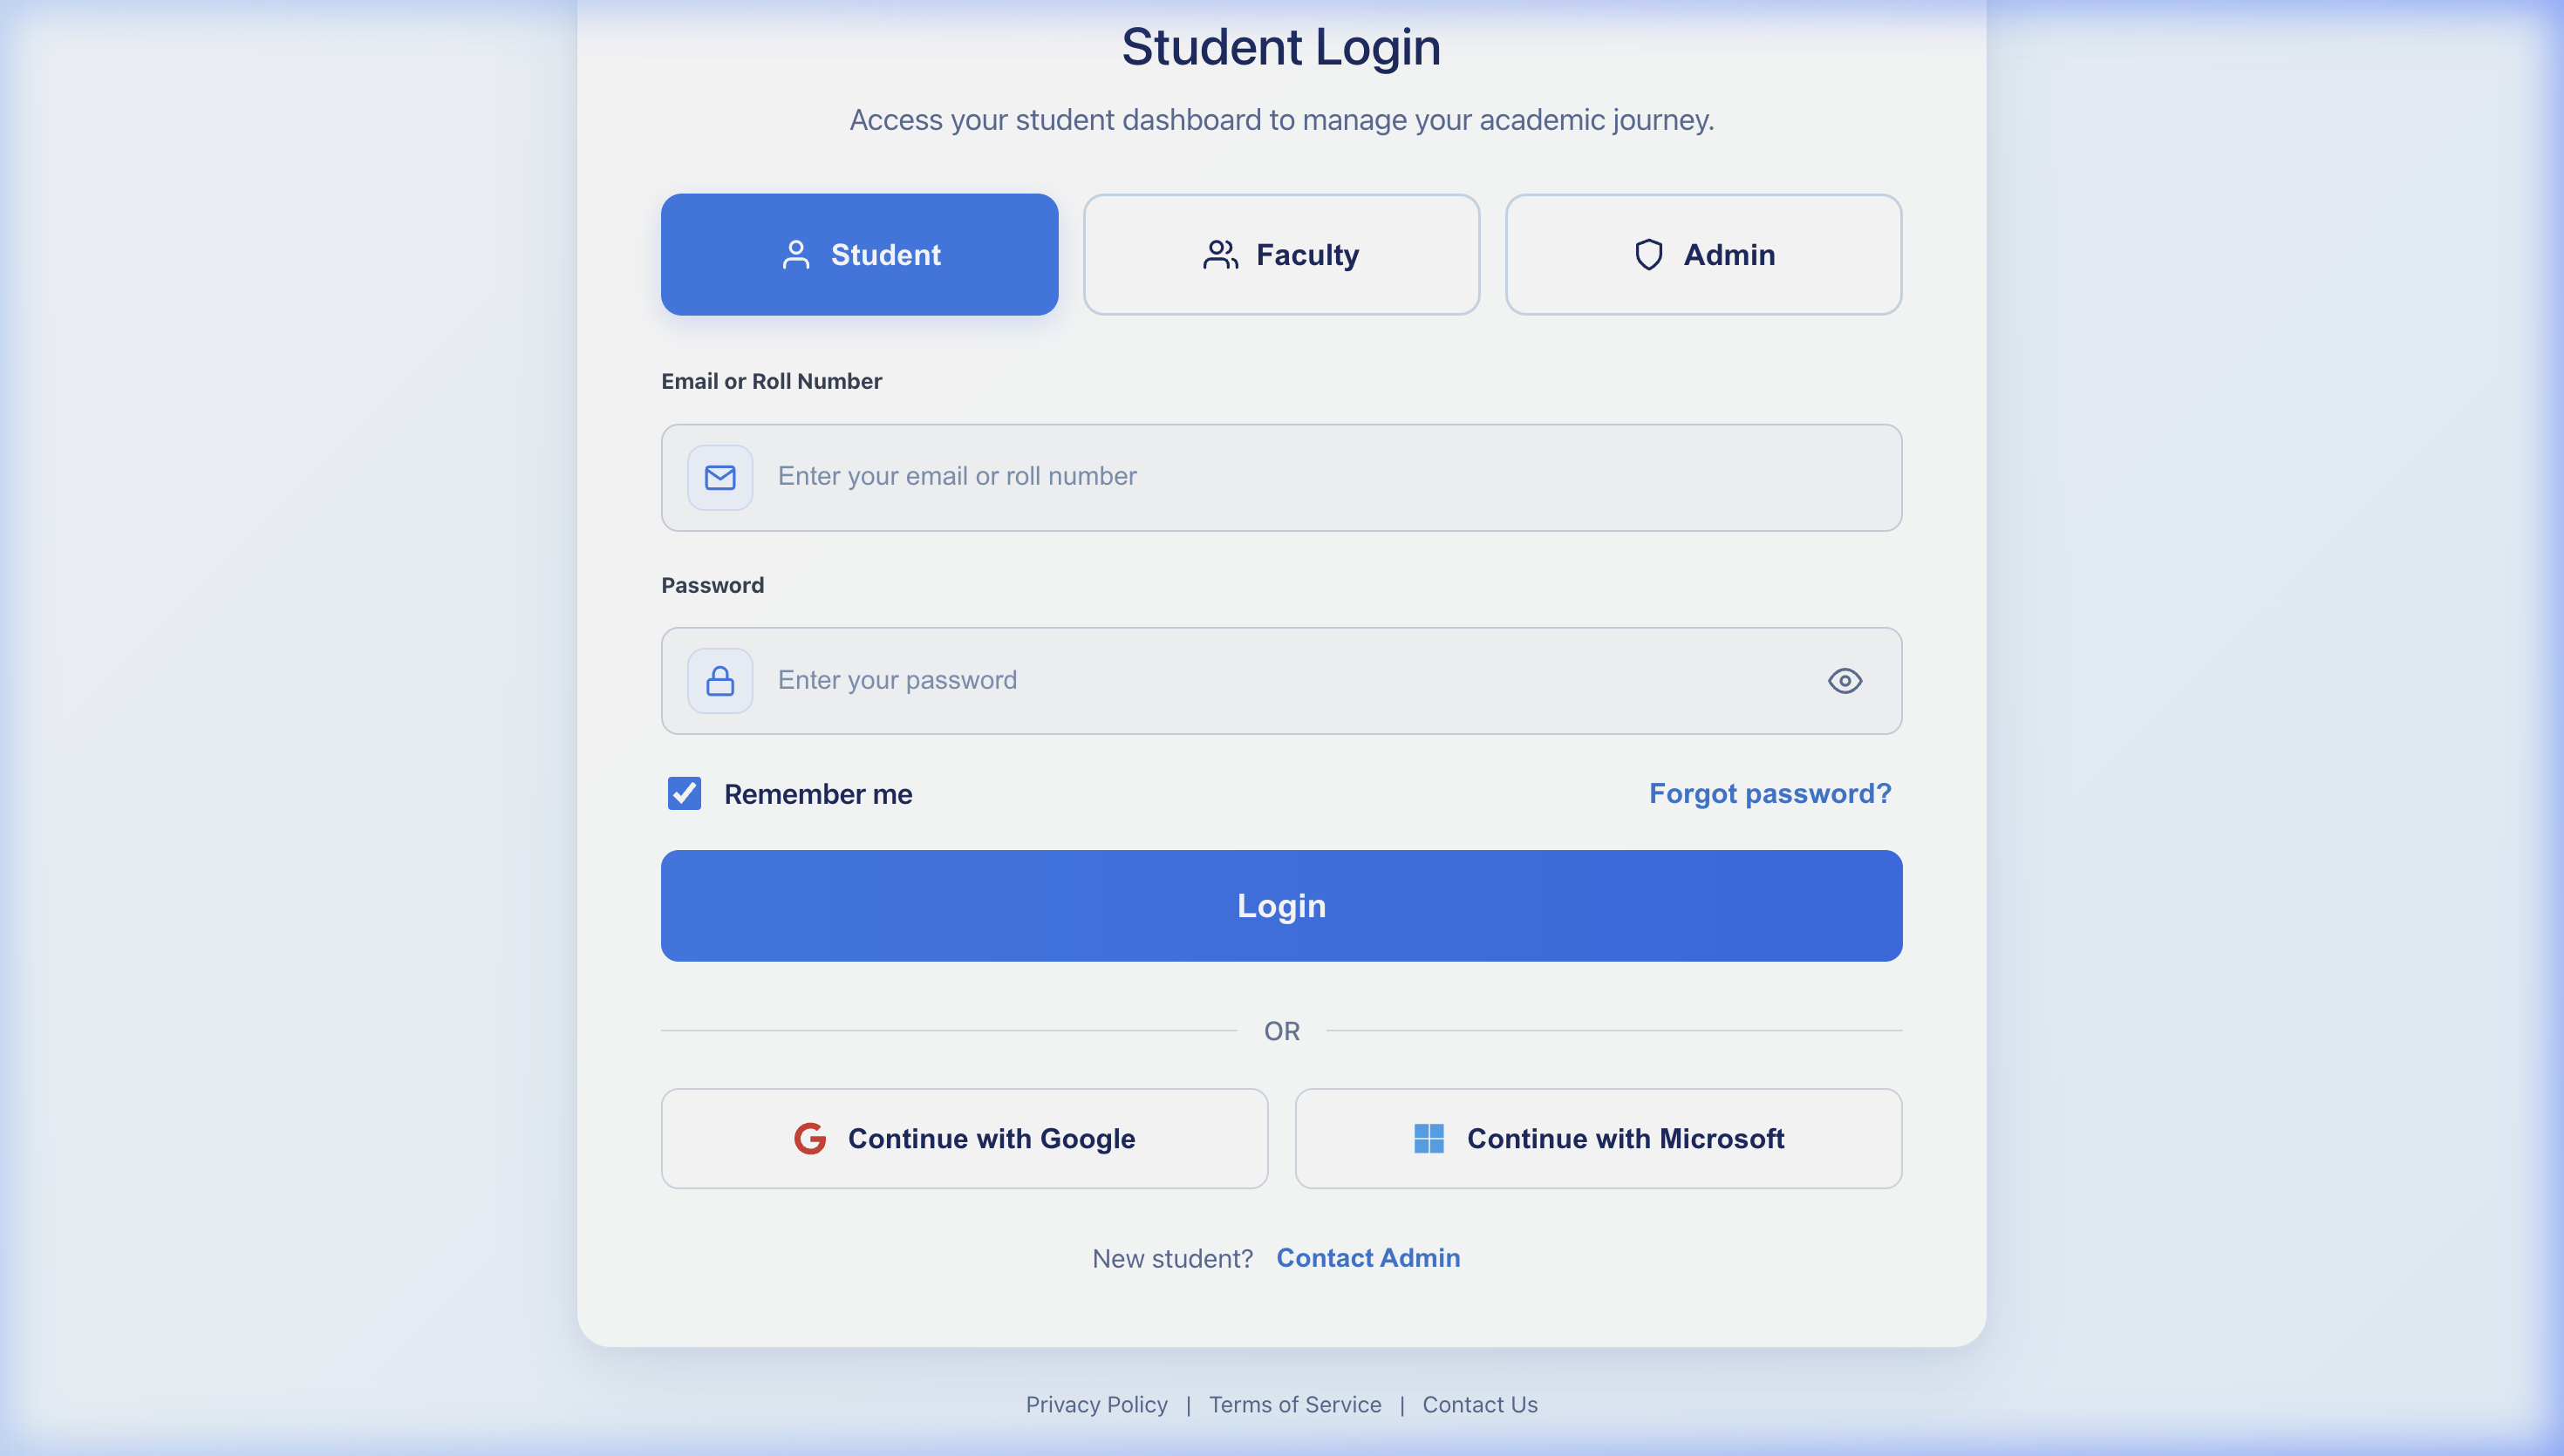 Student Login
Access your student dashboard to manage your academic journey.
Student Faculty Admin
Email or Roll Number
Enter your email or roll number
Password
Enter your password
Remember me Forgot password?
Login
OR
Continue with Google Continue with Microsoft
New student? Contact Admin
Privacy Policy | Terms of Service | Contact Us